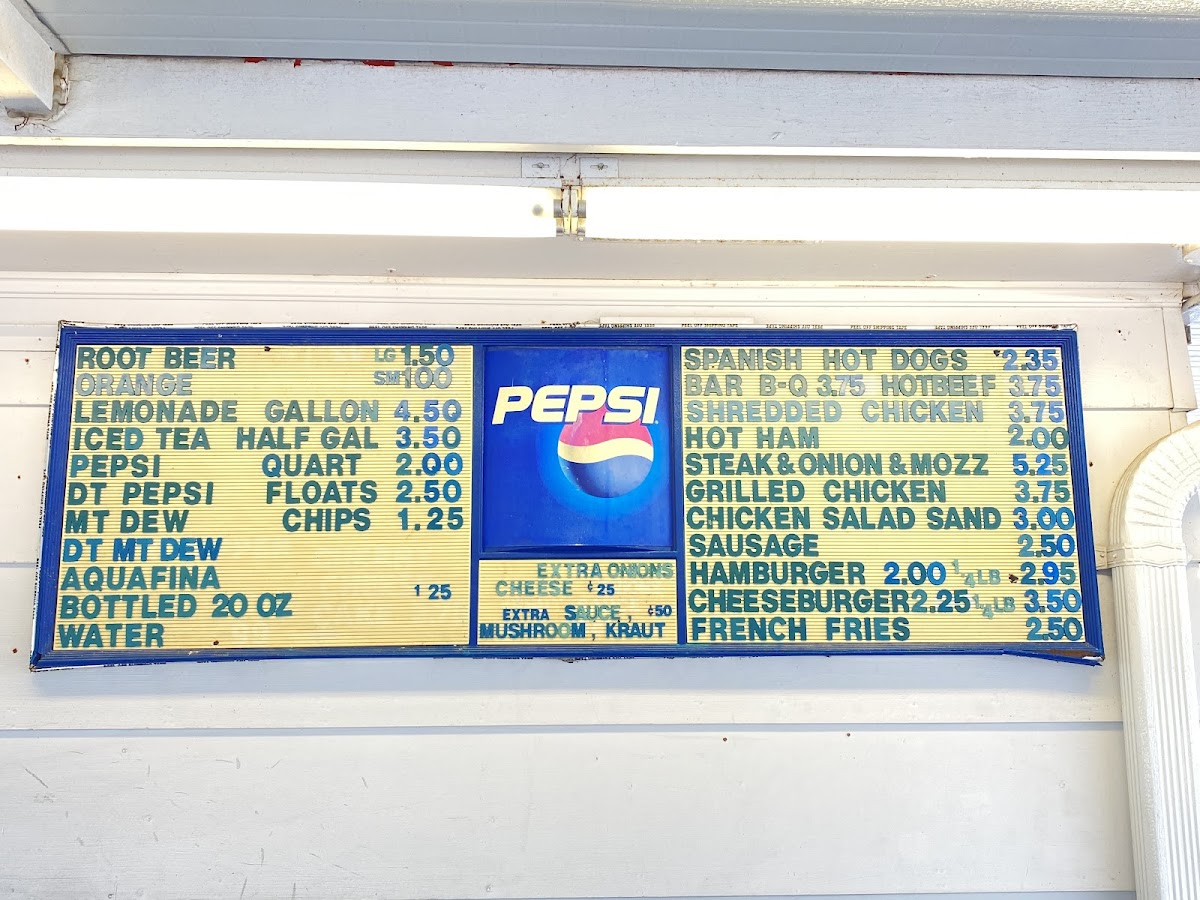 ROOT BEER LG 1.50
ORANGE SM 100
LEMONADE GALLON 4.50
ICED TEA HALF GAL 3.50
PEPSI QUART 2.00
DT PEPSI FLOATS 2.50
MT DEW CHIPS 1.25
DT MT DEW
AQUAFINA
BOTTLED 20 OZ 1 25
WATER
PEPSI
EXTRA ONIONS
CHEESE ¢25
EXTRA SAUCE, ¢50
MUSHROOM, KRAUT
SPANISH HOT DOGS 2.35
BAR B-Q 3.75 HOTBEEF 3.75
SHREDDED CHICKEN 3.75
HOT HAM 2.00
STEAK & ONION & MOZZ 5.25
GRILLED CHICKEN 3.75
CHICKEN SALAD SAND 3.00
SAUSAGE 2.50
HAMBURGER 2.00 1/4LB 2.95
CHEESEBURGER 2.25 1/4LB 3.50
FRENCH FRIES 2.50